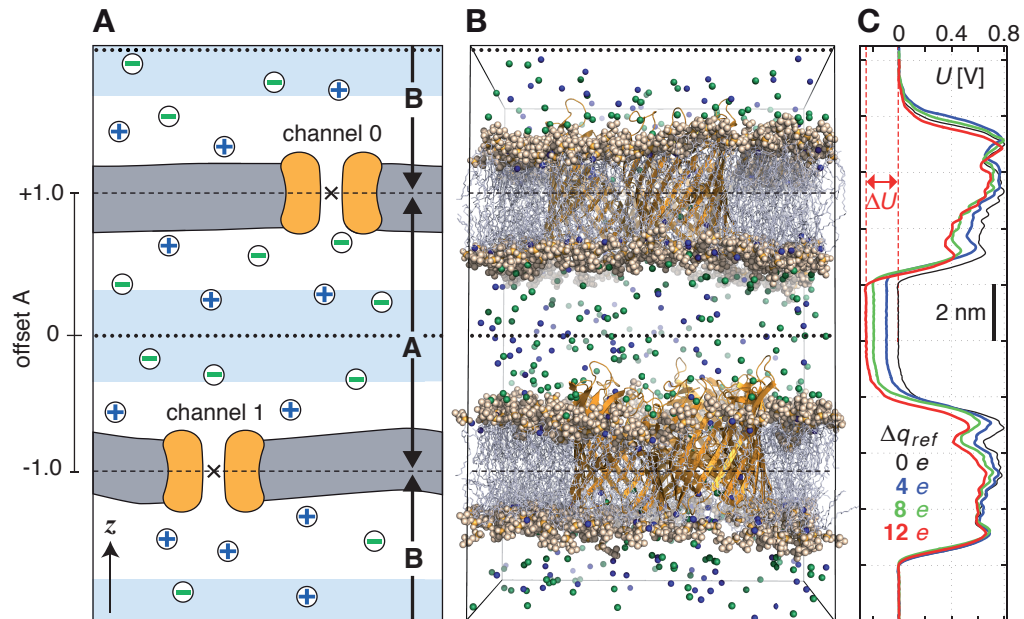 A
B
channel 0
+1.0
offset A
0
A
channel 1
-1.0
z
B
B
C
0 0.4 0.8
U [V]
ΔU
2 nm
Δq_ref
0 e
4 e
8 e
12 e